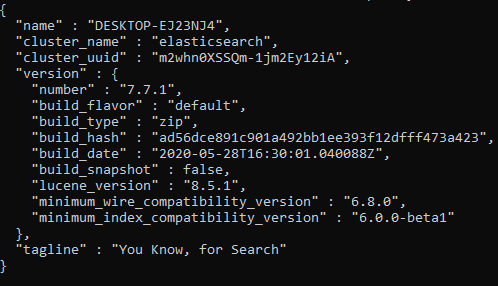 {
  "name" : "DESKTOP-EJ23NJ4",
  "cluster_name" : "elasticsearch",
  "cluster_uuid" : "m2whn0XSSQm-1jm2Ey12iA",
  "version" : {
    "number" : "7.7.1",
    "build_flavor" : "default",
    "build_type" : "zip",
    "build_hash" : "ad56dce891c901a492bb1ee393f12dfff473a423",
    "build_date" : "2020-05-28T16:30:01.040088Z",
    "build_snapshot" : false,
    "lucene_version" : "8.5.1",
    "minimum_wire_compatibility_version" : "6.8.0",
    "minimum_index_compatibility_version" : "6.0.0-beta1"
  },
  "tagline" : "You Know, for Search"
}